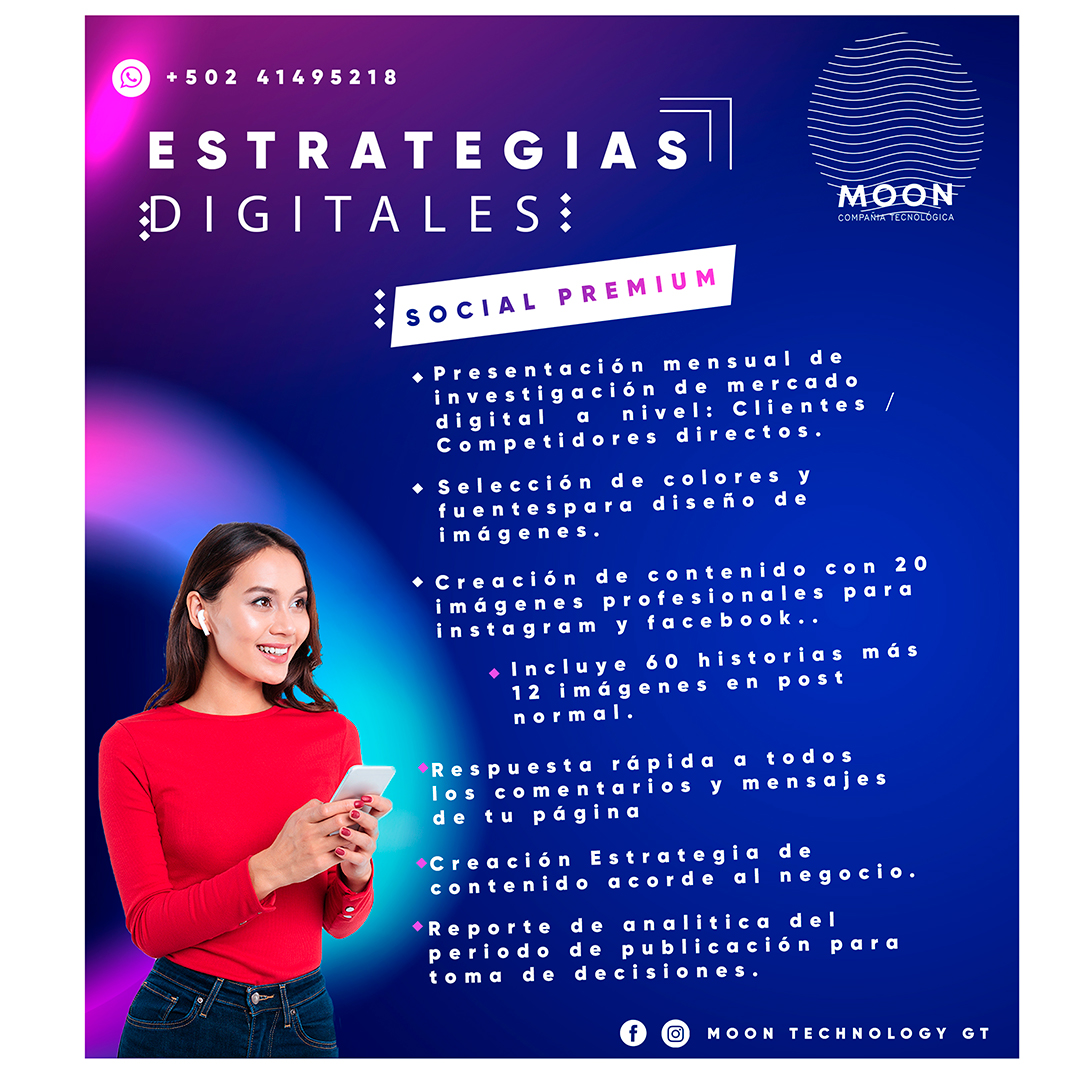 +502 41495218
ESTRATEGIAS
DIGITALES
MOON
COMPAÑIA TECNOLÓGICA
SOCIAL PREMIUM
Presentación mensual de
investigación de mercado
digital a nivel: Clientes /
Competidores directos.
Selección de colores y
fuentespara diseño de
imágenes.
Creación de contenido con 20
imágenes profesionales para
instagram y facebook..
Incluye 60 historias más
12 imágenes en post
normal.
Respuesta rápida a todos
los comentarios y mensajes
de tu página
Creación Estrategia de
contenido acorde al negocio.
Reporte de analitica del
periodo de publicación para
toma de decisiones.
MOON TECHNOLOGY GT